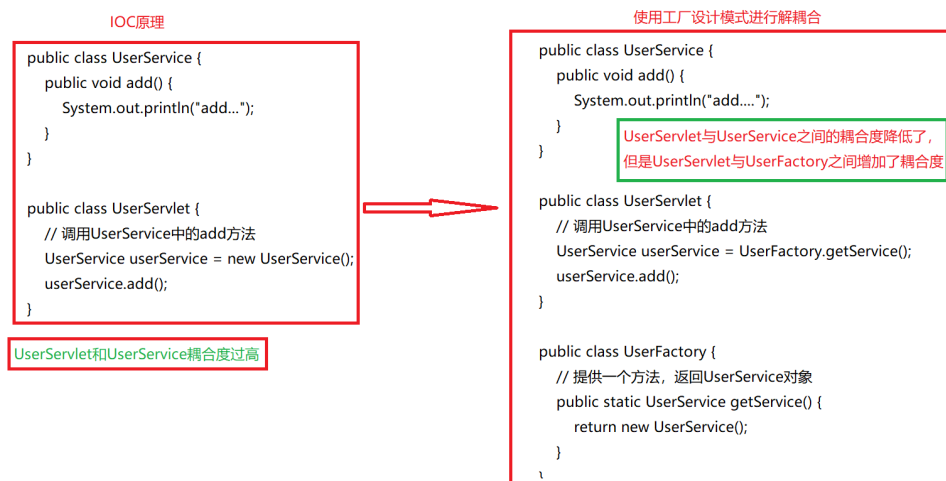 IOC原理
public class UserService {
public void add() {
System.out.println("add...");
}
}
public class UserServlet {
// 调用UserService中的add方法
UserService userService = new UserService();
userService.add();
}
UserServlet和UserService耦合度过高
使用工厂设计模式进行解耦合
public class UserService {
public void add() {
System.out.println("add....");
}
}
UserServlet与UserService之间的耦合度降低了，
但是UserServlet与UserFactory之间增加了耦合度
public class UserServlet {
// 调用UserService中的add方法
UserService userService = UserFactory.getService();
userService.add();
}
public class UserFactory {
// 提供一个方法，返回UserService对象
public static UserService getService() {
return new UserService();
}
}